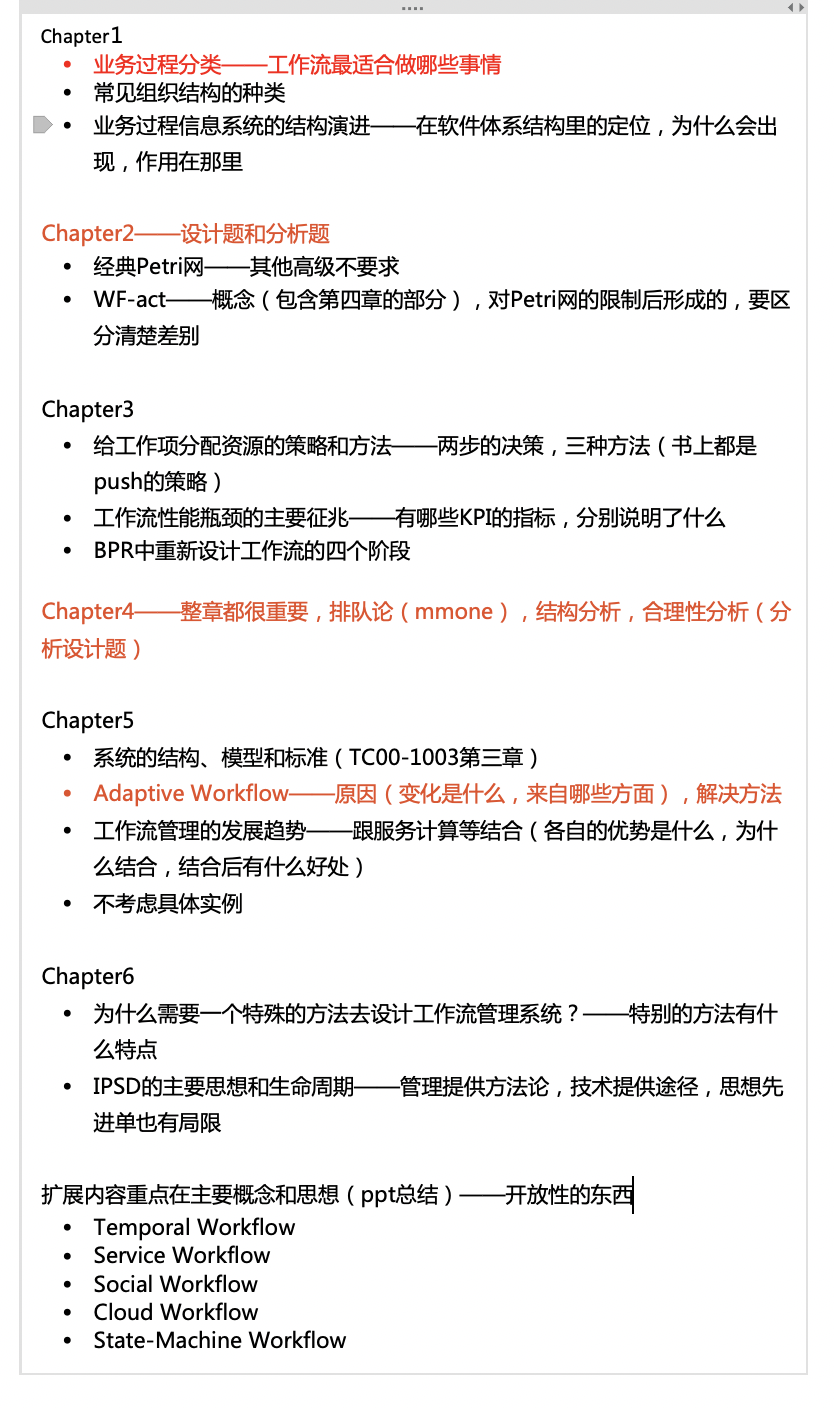 Chapter1
• 业务过程分类——工作流最适合做哪些事情
• 常见组织结构的种类
• 业务过程信息系统的结构演进——在软件体系结构里的定位，为什么会出
现，作用在那里
Chapter2——设计题和分析题
• 经典Petri网——其他高级不要求
• WF-act——概念（包含第四章的部分），对Petri网的限制后形成的，要区
分清楚差别
Chapter3
• 给工作项分配资源的策略和方法——两步的决策，三种方法（书上都是
push的策略）
• 工作流性能瓶颈的主要征兆——有哪些KPI的指标，分别说明了什么
• BPR中重新设计工作流的四个阶段
Chapter4——整章都很重要，排队论（mmone），结构分析，合理性分析（分
析设计题）
Chapter5
• 系统的结构、模型和标准（TC00-1003第三章）
• Adaptive Workflow——原因（变化是什么，来自哪些方面），解决方法
• 工作流管理的发展趋势——跟服务计算等结合（各自的优势是什么，为什
么结合，结合后有什么好处）
• 不考虑具体实例
Chapter6
• 为什么需要一个特殊的方法去设计工作流管理系统？——特别的方法有什
么特点
• IPSD的主要思想和生命周期——管理提供方法论，技术提供途径，思想先
进单也有局限
扩展内容重点在主要概念和思想（ppt总结）——开放性的东西
• Temporal Workflow
• Service Workflow
• Social Workflow
• Cloud Workflow
• State-Machine Workflow